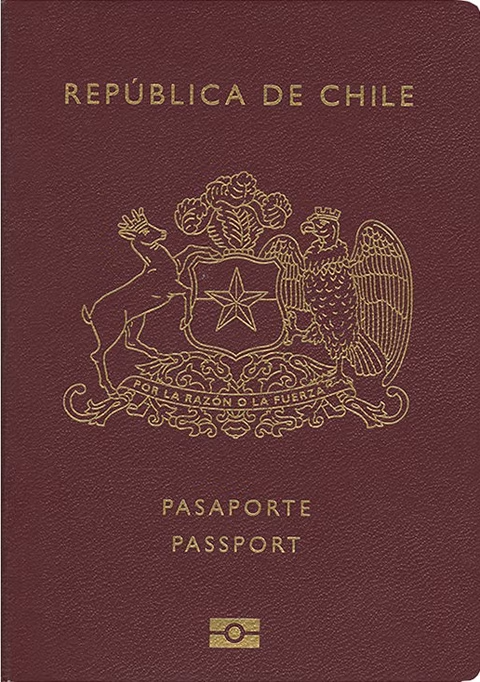 REPÚBLICA DE CHILE
POR LA RAZÓN O LA FUERZA
PASAPORTE
PASSPORT